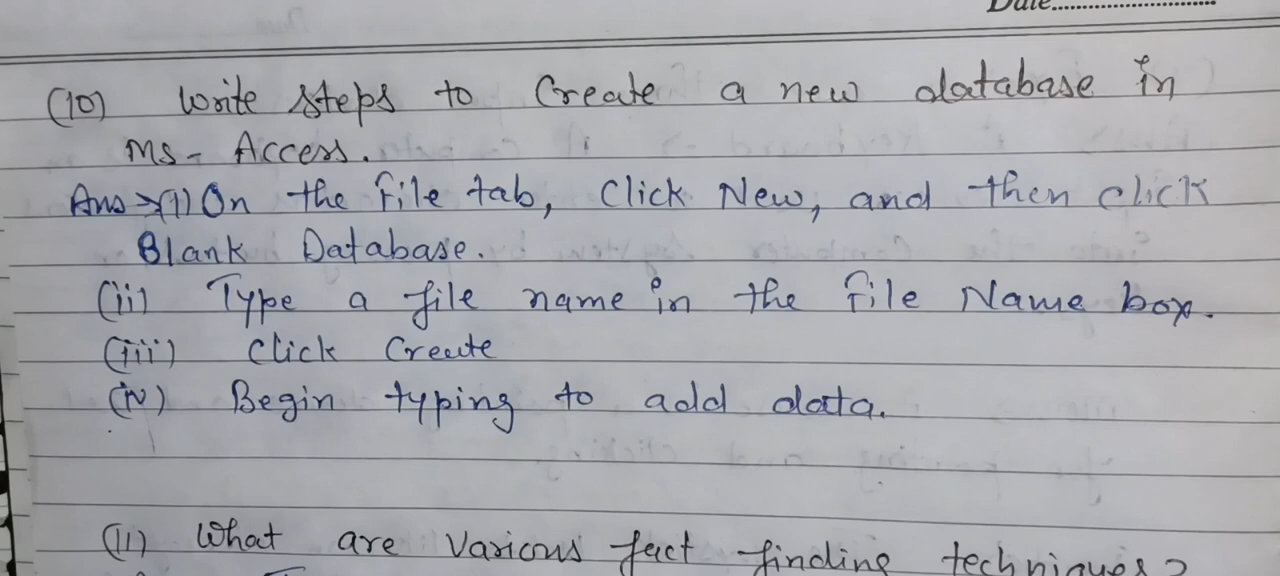 Date
(10) Write steps to Create a new database in
MS - Access.
Ans → (i) On the File tab, Click New, and then click
Blank Database.
(ii) Type a file name in the File Name box.
(iii) Click Create
(iv) Begin typing to add data.
(11) What are Various fact finding techniques?